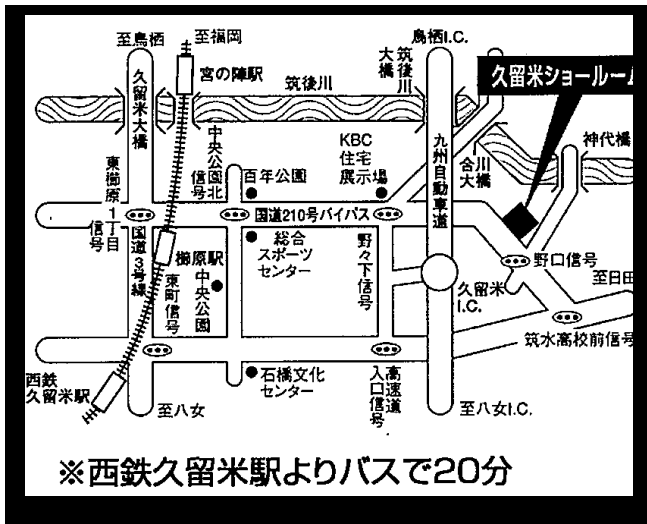 至鳥栖
至福岡
鳥栖I.C.
久留米大橋
宮の陣駅
筑後川
筑後川
大橋
久留米ショールーム
中央公園北
信号
KBC
住宅
展示場
九州自動車道
合川
大橋
神代橋
東櫛原
1丁目
信号
百年公園
国道210号バイパス
国道3号線
櫛原駅
総合
スポーツ
センター
野々下信号
野口信号
東町信号
中央公園
久留米
I.C.
至日田
筑水高校前信号
西鉄
久留米駅
石橋文化
センター
高速道
入口信号
至八女
至八女I.C.
※西鉄久留米駅よりバスで20分